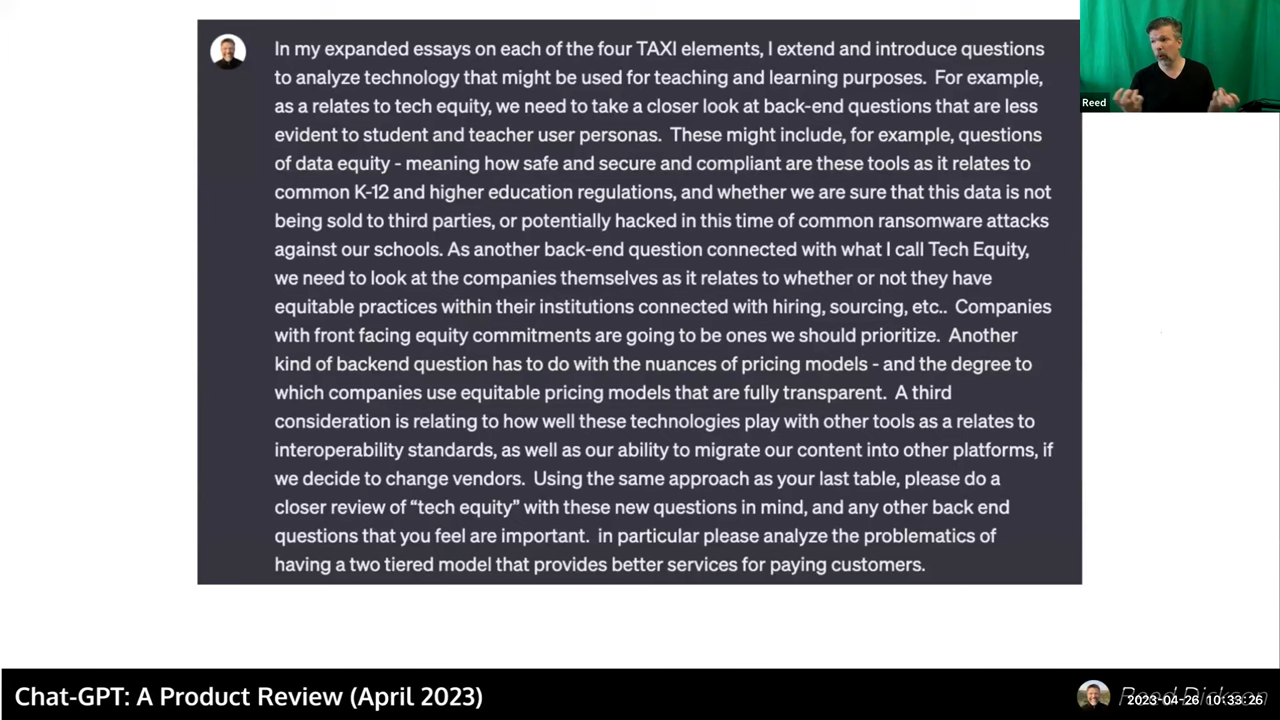 In my expanded essays on each of the four TAXI elements, I extend and introduce questions
to analyze technology that might be used for teaching and learning purposes.  For example,
as a relates to tech equity, we need to take a closer look at back-end questions that are less
evident to student and teacher user personas.  These might include, for example, questions
of data equity - meaning how safe and secure and compliant are these tools as it relates to
common K-12 and higher education regulations, and whether we are sure that this data is not
being sold to third parties, or potentially hacked in this time of common ransomware attacks
against our schools. As another back-end question connected with what I call Tech Equity,
we need to look at the companies themselves as it relates to whether or not they have
equitable practices within their institutions connected with hiring, sourcing, etc..  Companies
with front facing equity commitments are going to be ones we should prioritize.  Another
kind of backend question has to do with the nuances of pricing models - and the degree to
which companies use equitable pricing models that are fully transparent.  A third
consideration is relating to how well these technologies play with other tools as a relates to
interoperability standards, as well as our ability to migrate our content into other platforms, if
we decide to change vendors.  Using the same approach as your last table, please do a
closer review of “tech equity” with these new questions in mind, and any other back end
questions that you feel are important.  in particular please analyze the problematics of
having a two tiered model that provides better services for paying customers.
Reed
Chat-GPT: A Product Review (April 2023)
Reed Dickson
2023-04-26 10:33:26